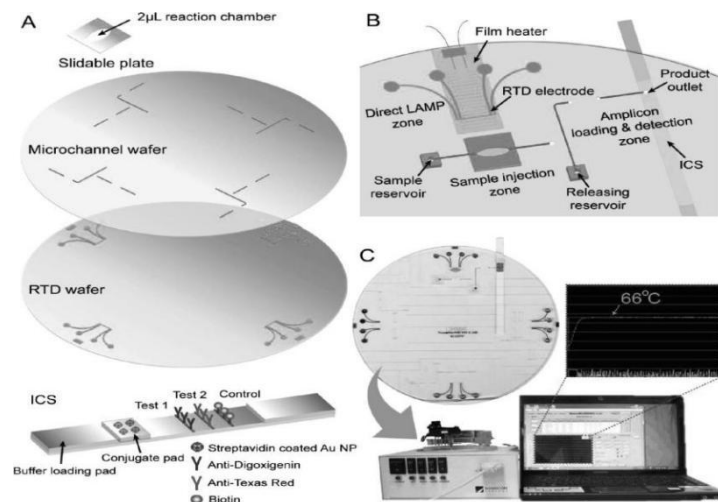 A
2μL reaction chamber
Slidable plate
Microchannel wafer
RTD wafer
ICS
Test 1
Test 2
Control
Buffer loading pad
Conjugate pad
Streptavidin coated Au NP
Anti-Digoxigenin
Anti-Texas Red
Biotin
B
Film heater
RTD electrode
Direct LAMP
zone
Product
outlet
Amplicon
loading & detection
zone
ICS
Sample
reservoir
Sample injection
zone
Releasing
reservoir
C
66°C